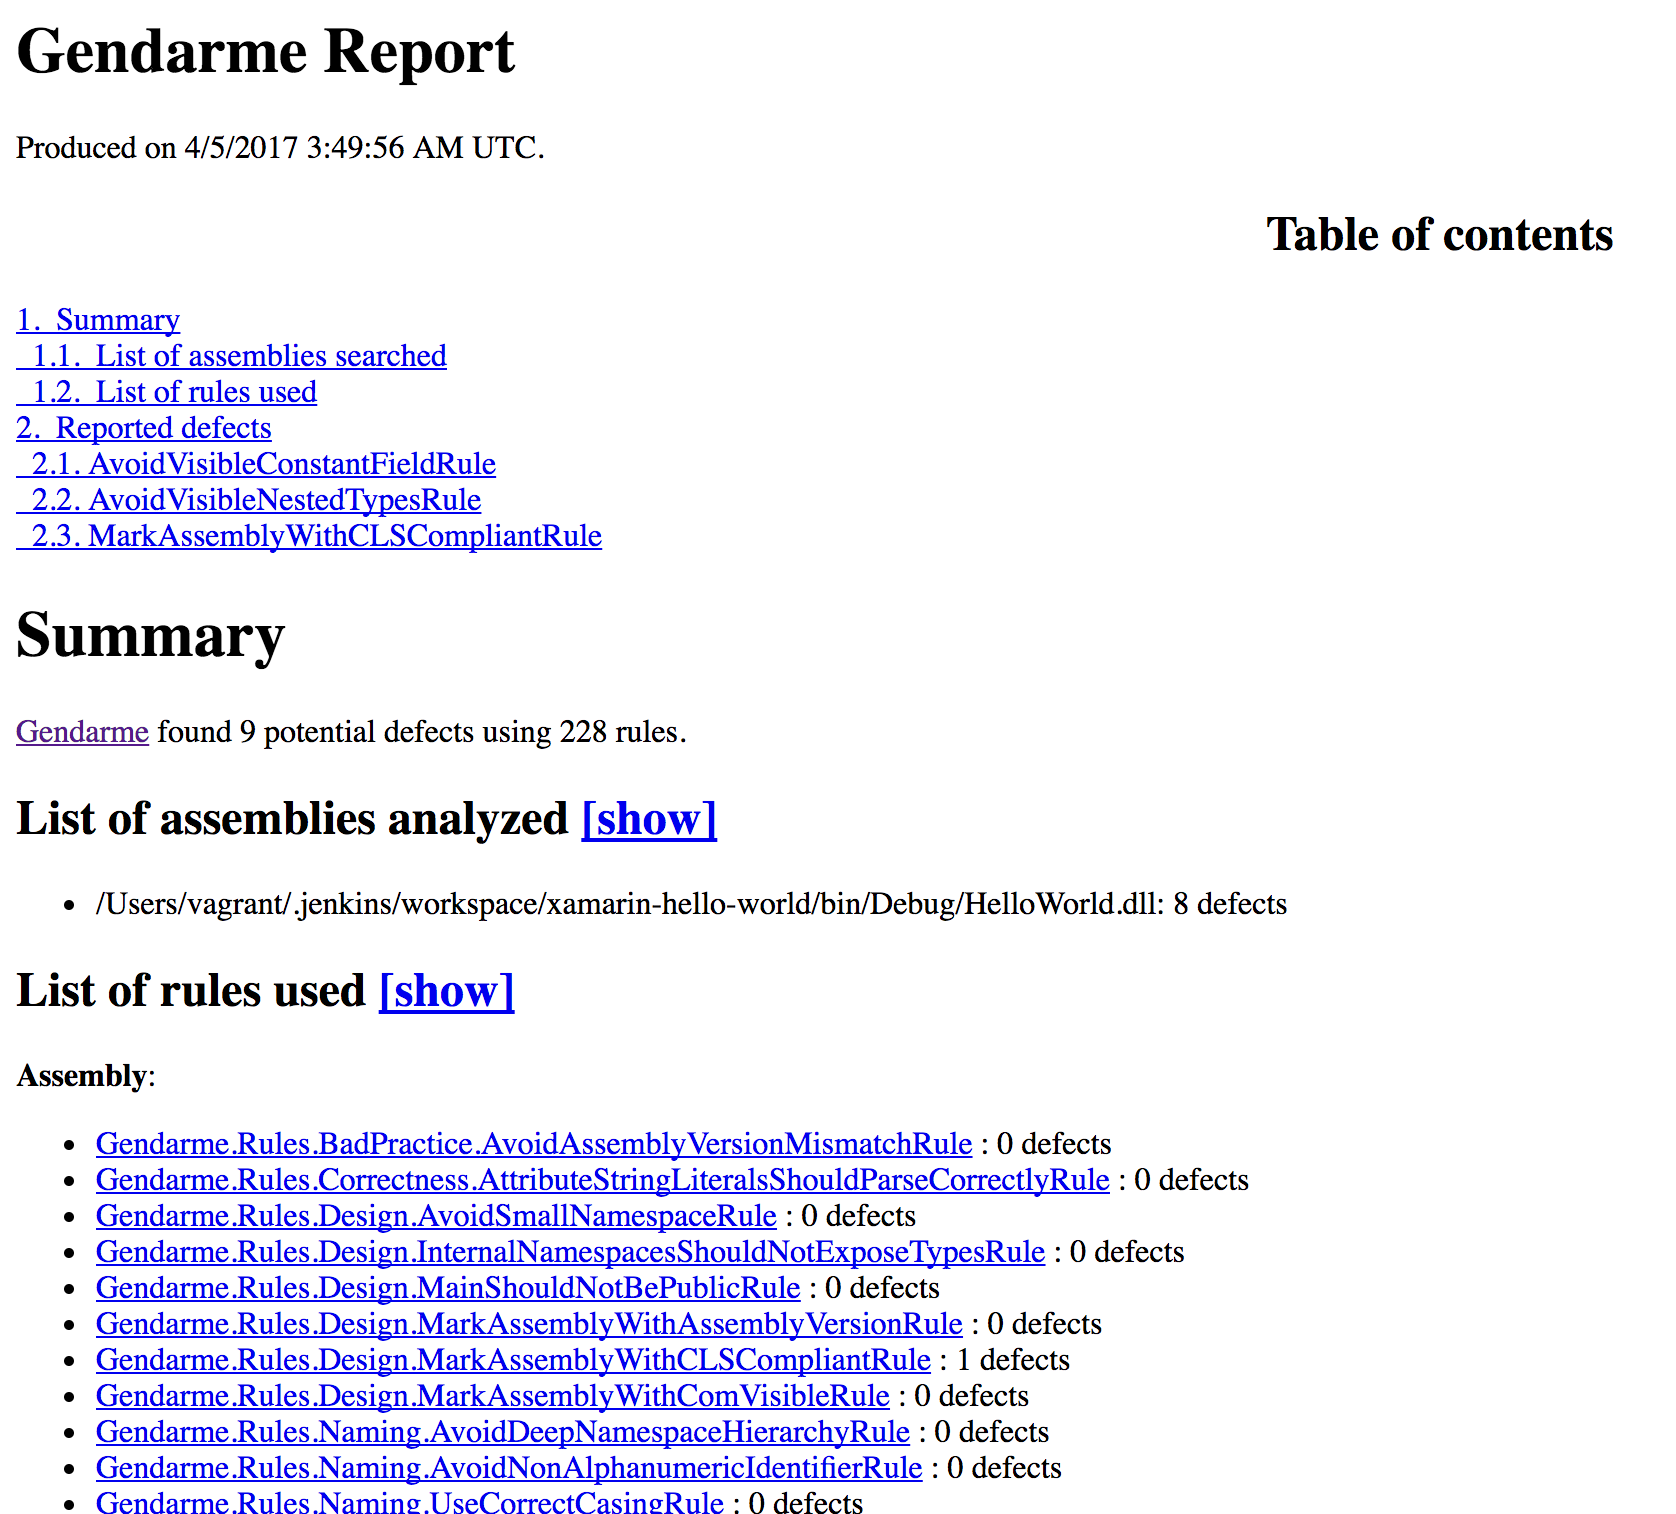 Gendarme Report
Produced on 4/5/2017 3:49:56 AM UTC.
Table of contents
1. Summary
1.1. List of assemblies searched
1.2. List of rules used
2. Reported defects
2.1. AvoidVisibleConstantFieldRule
2.2. AvoidVisibleNestedTypesRule
2.3. MarkAssemblyWithCLSCompliantRule
Summary
Gendarme found 9 potential defects using 228 rules.
List of assemblies analyzed [show]
• /Users/vagrant/.jenkins/workspace/xamarin-hello-world/bin/Debug/HelloWorld.dll: 8 defects
List of rules used [show]
Assembly:
• Gendarme.Rules.BadPractice.AvoidAssemblyVersionMismatchRule : 0 defects
• Gendarme.Rules.Correctness.AttributeStringLiteralsShouldParseCorrectlyRule : 0 defects
• Gendarme.Rules.Design.AvoidSmallNamespaceRule : 0 defects
• Gendarme.Rules.Design.InternalNamespacesShouldNotExposeTypesRule : 0 defects
• Gendarme.Rules.Design.MainShouldNotBePublicRule : 0 defects
• Gendarme.Rules.Design.MarkAssemblyWithAssemblyVersionRule : 0 defects
• Gendarme.Rules.Design.MarkAssemblyWithCLSCompliantRule : 1 defects
• Gendarme.Rules.Design.MarkAssemblyWithComVisibleRule : 0 defects
• Gendarme.Rules.Naming.AvoidDeepNamespaceHierarchyRule : 0 defects
• Gendarme.Rules.Naming.AvoidNonAlphanumericIdentifierRule : 0 defects
• Gendarme.Rules.Naming.UseCorrectCasingRule : 0 defects